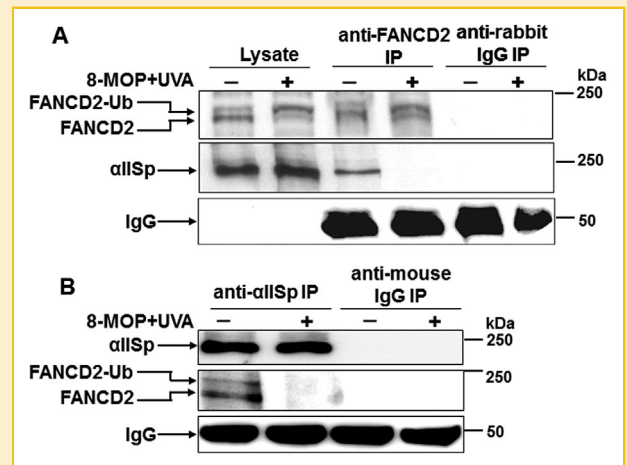 A
Lysate
anti-FANCD2 IP
anti-rabbit IgG IP
8-MOP+UVA – + – + – + kDa
FANCD2-Ub
FANCD2
250
αIISp
250
IgG
50
B
anti-αIISp IP
anti-mouse IgG IP
8-MOP+UVA – + – + kDa
αIISp
250
FANCD2-Ub
FANCD2
250
IgG
50